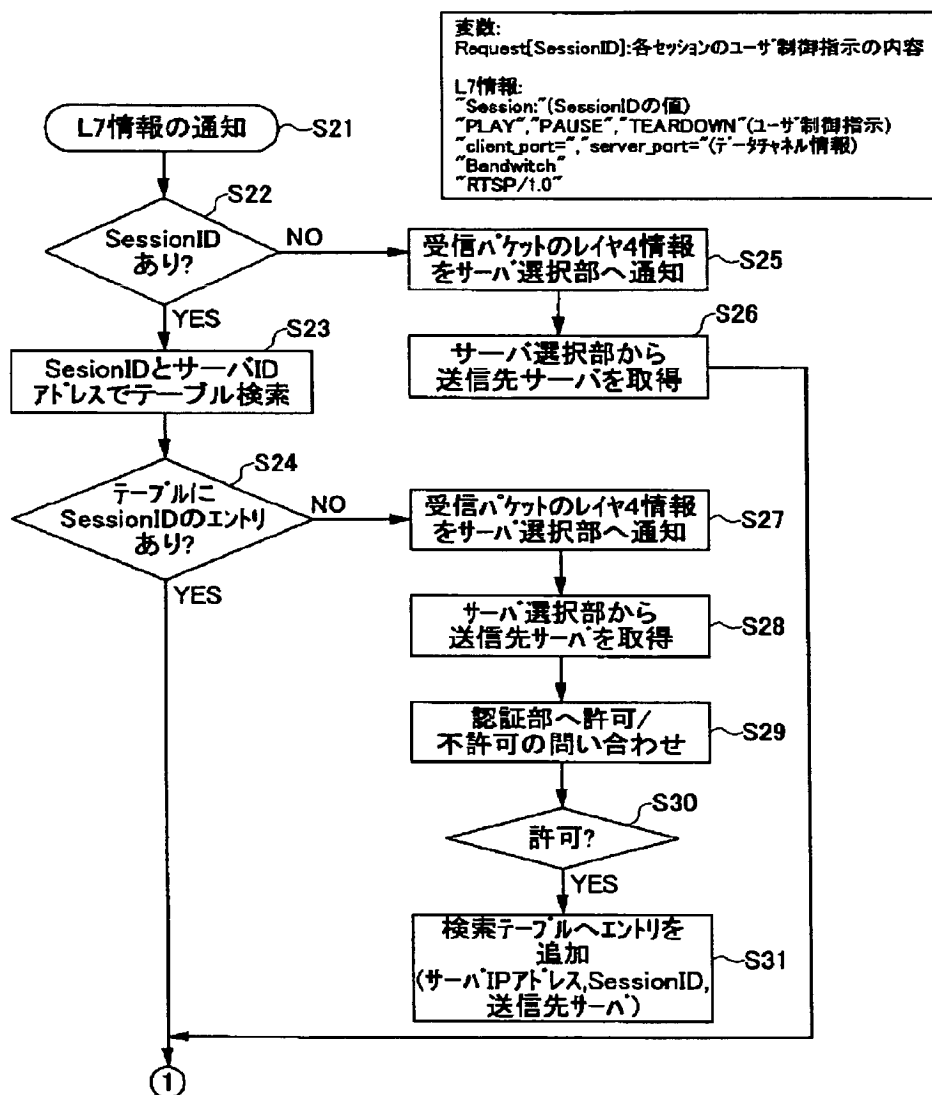 変数:
Request[SessionID]:各セッションのユーザ制御指示の内容
L7情報:
"Session:"(SessionIDの値)
"PLAY","PAUSE","TEARDOWN"(ユーザ制御指示)
"client_port=","server_port="(データチャネル情報)
"Bandwitch"
"RTSP/1.0"
L7情報の通知
S21
S22
SessionID
あり?
NO
YES
受信パケットのレイヤ4情報
をサーバ選択部へ通知
S25
S23
SesionIDとサーバID
アドレスでテーブル検索
S26
サーバ選択部から
送信先サーバを取得
S24
テーブルに
SessionIDのエントリ
あり?
NO
YES
受信パケットのレイヤ4情報
をサーバ選択部へ通知
S27
サーバ選択部から
送信先サーバを取得
S28
認証部へ許可/
不許可の問い合わせ
S29
S30
許可?
YES
検索テーブルへエントリを
追加
(サーバIPアドレス,SessionID,
送信先サーバ)
S31
1